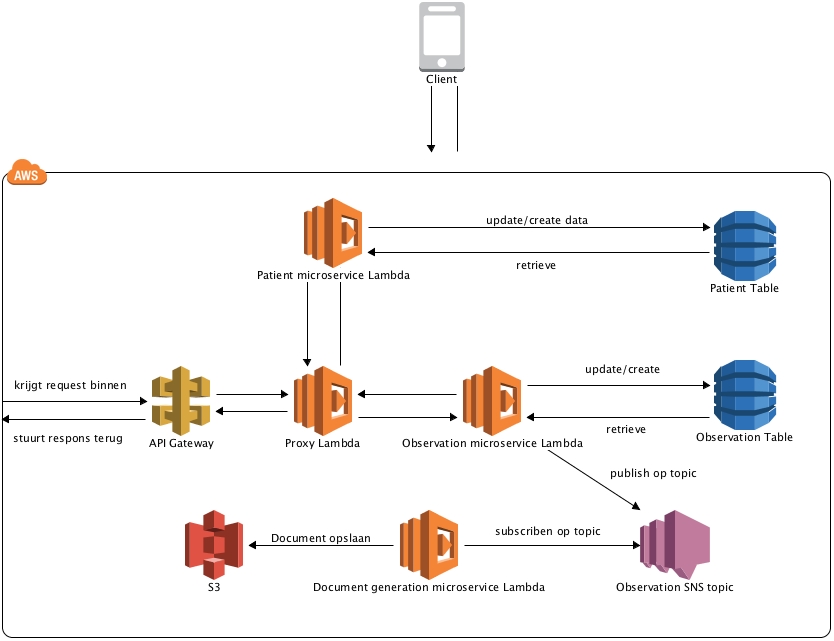 Client
AWS
update/create data
retrieve
Patient microservice Lambda
Patient Table
krijgt request binnen
stuurt respons terug
API Gateway
Proxy Lambda
Observation microservice Lambda
update/create
retrieve
Observation Table
publish op topic
Document opslaan
subscriben op topic
S3
Document generation microservice Lambda
Observation SNS topic